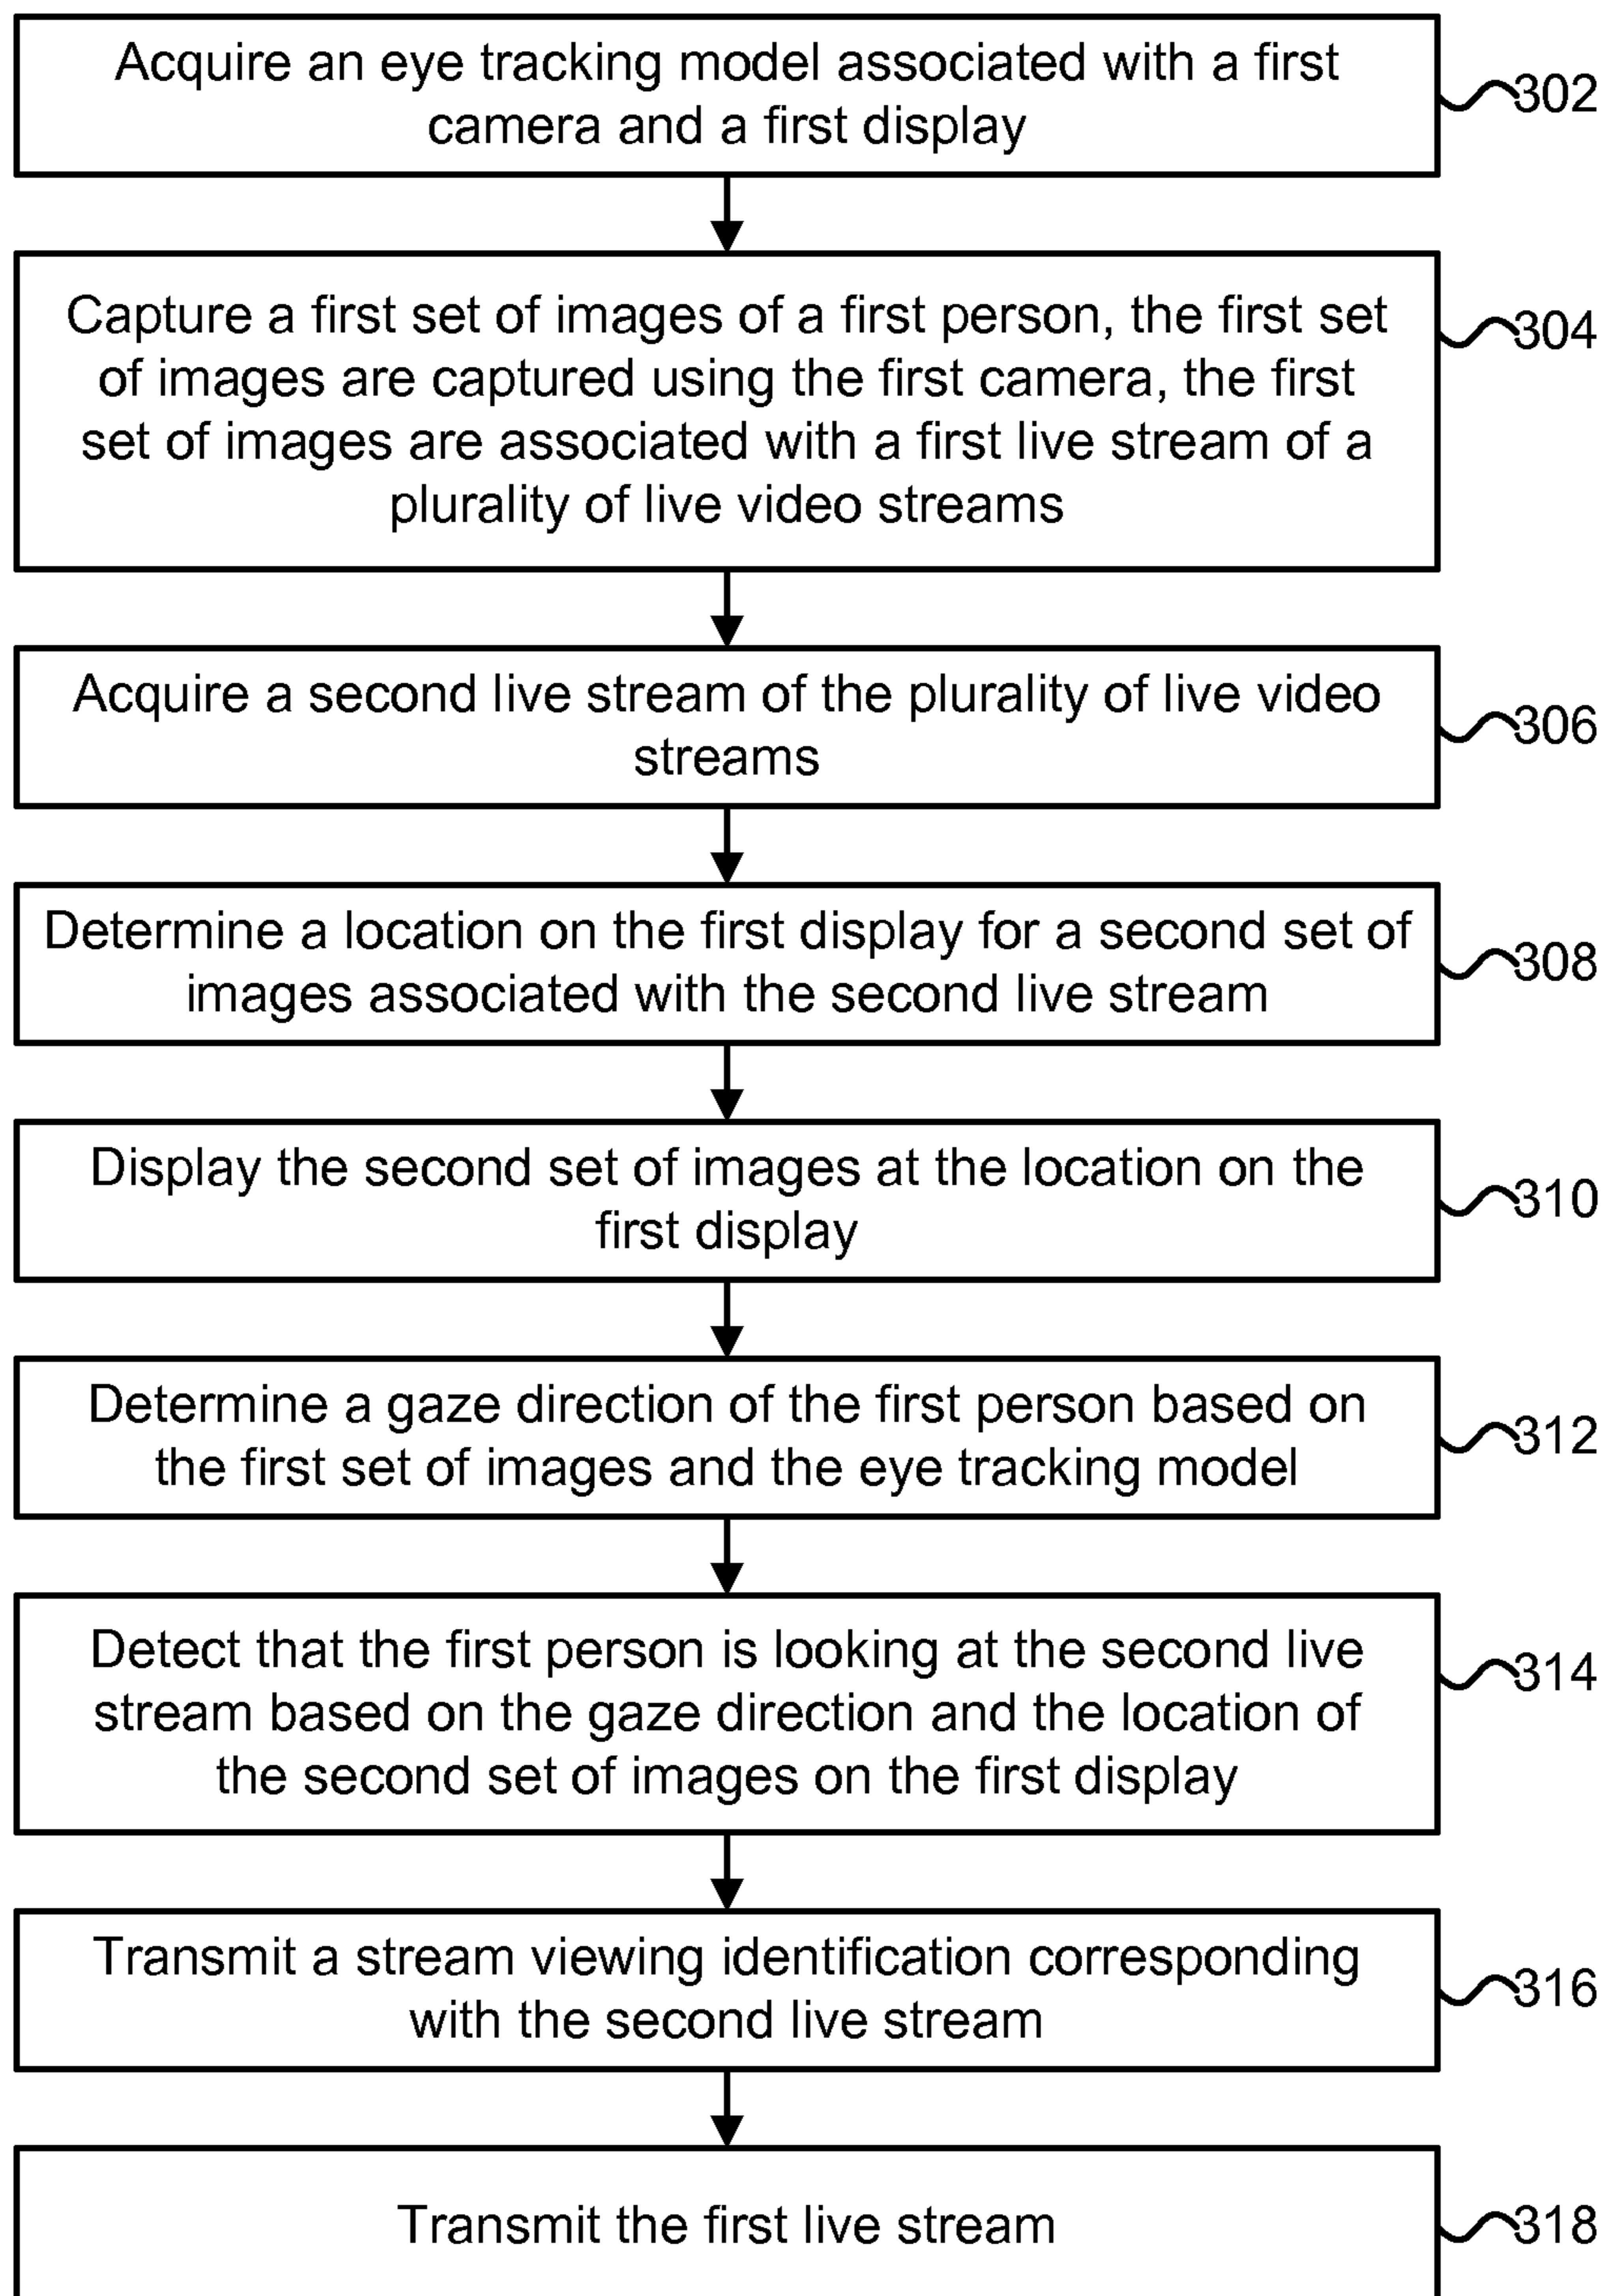 Acquire an eye tracking model associated with a first
camera and a first display
302
Capture a first set of images of a first person, the first set
of images are captured using the first camera, the first
set of images are associated with a first live stream of a
plurality of live video streams
304
Acquire a second live stream of the plurality of live video
streams
306
Determine a location on the first display for a second set of
images associated with the second live stream
308
Display the second set of images at the location on the
first display
310
Determine a gaze direction of the first person based on
the first set of images and the eye tracking model
312
Detect that the first person is looking at the second live
stream based on the gaze direction and the location of
the second set of images on the first display
314
Transmit a stream viewing identification corresponding
with the second live stream
316
Transmit the first live stream
318